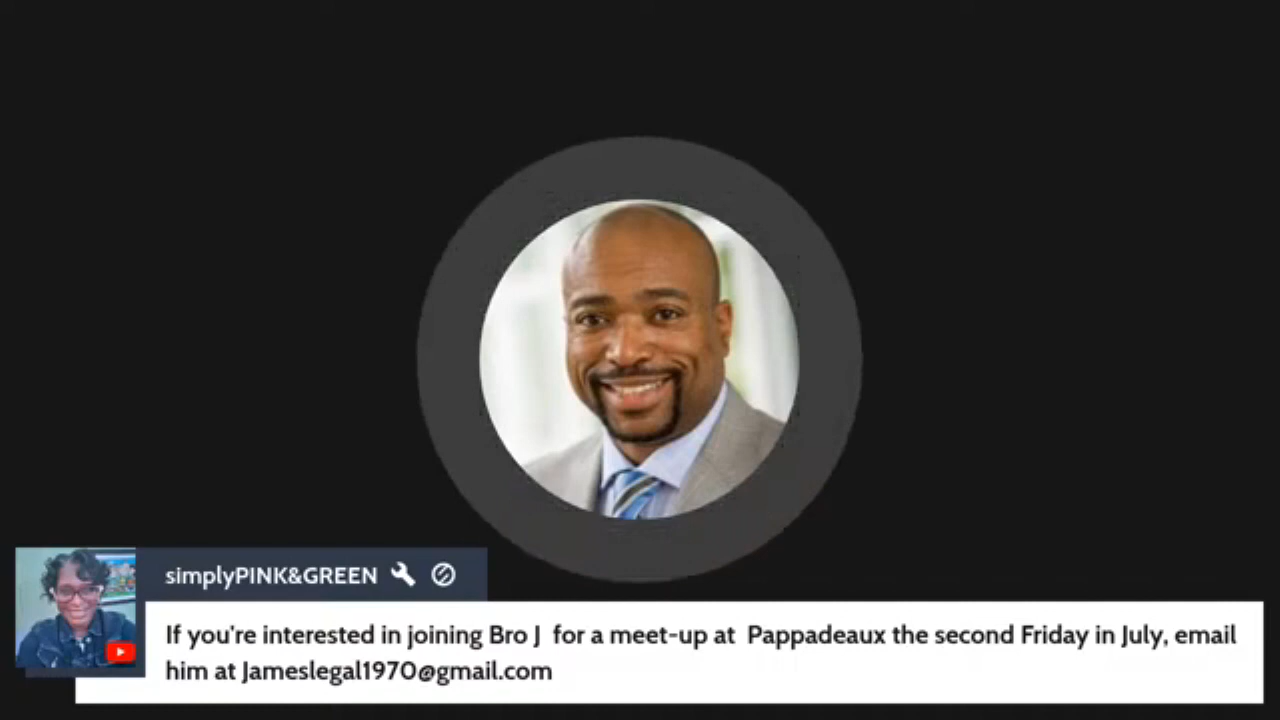 simplyPINK&GREEN
If you're interested in joining Bro J for a meet-up at Pappadeaux the second Friday in July, email
him at Jameslegal1970@gmail.com